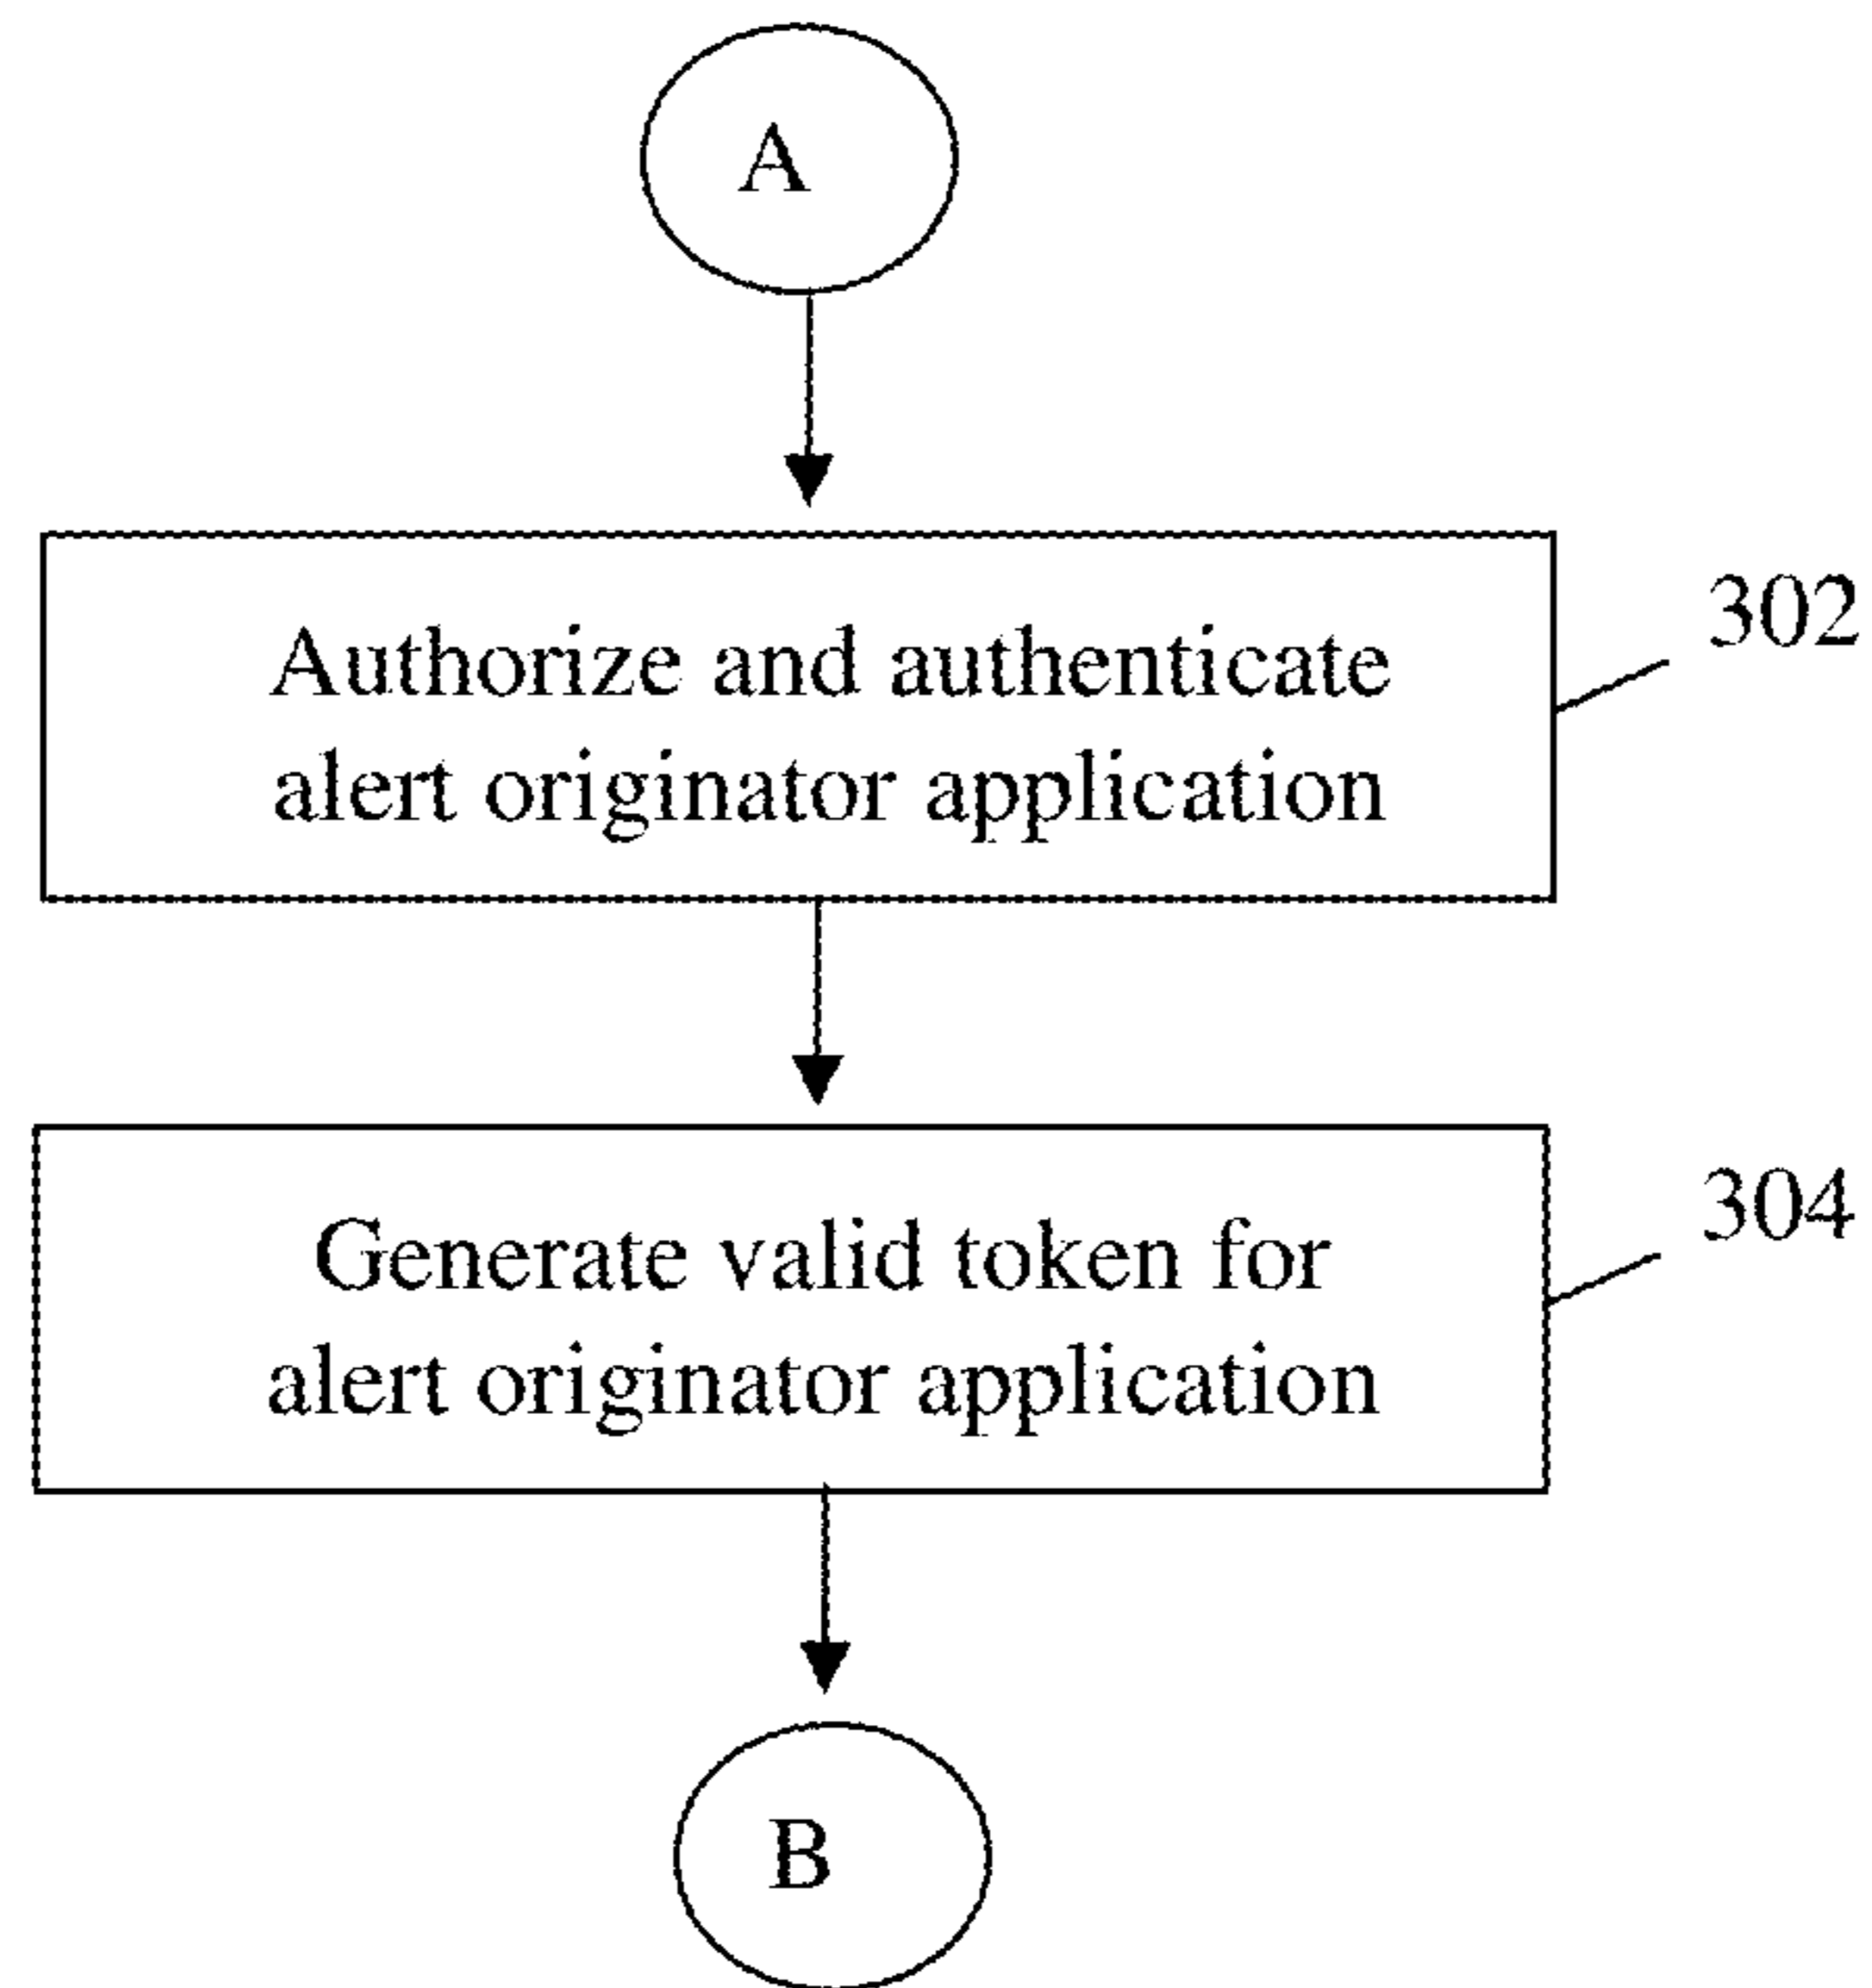 A
302
Authorize and authenticate
alert originator application
304
Generate valid token for
alert originator application
B